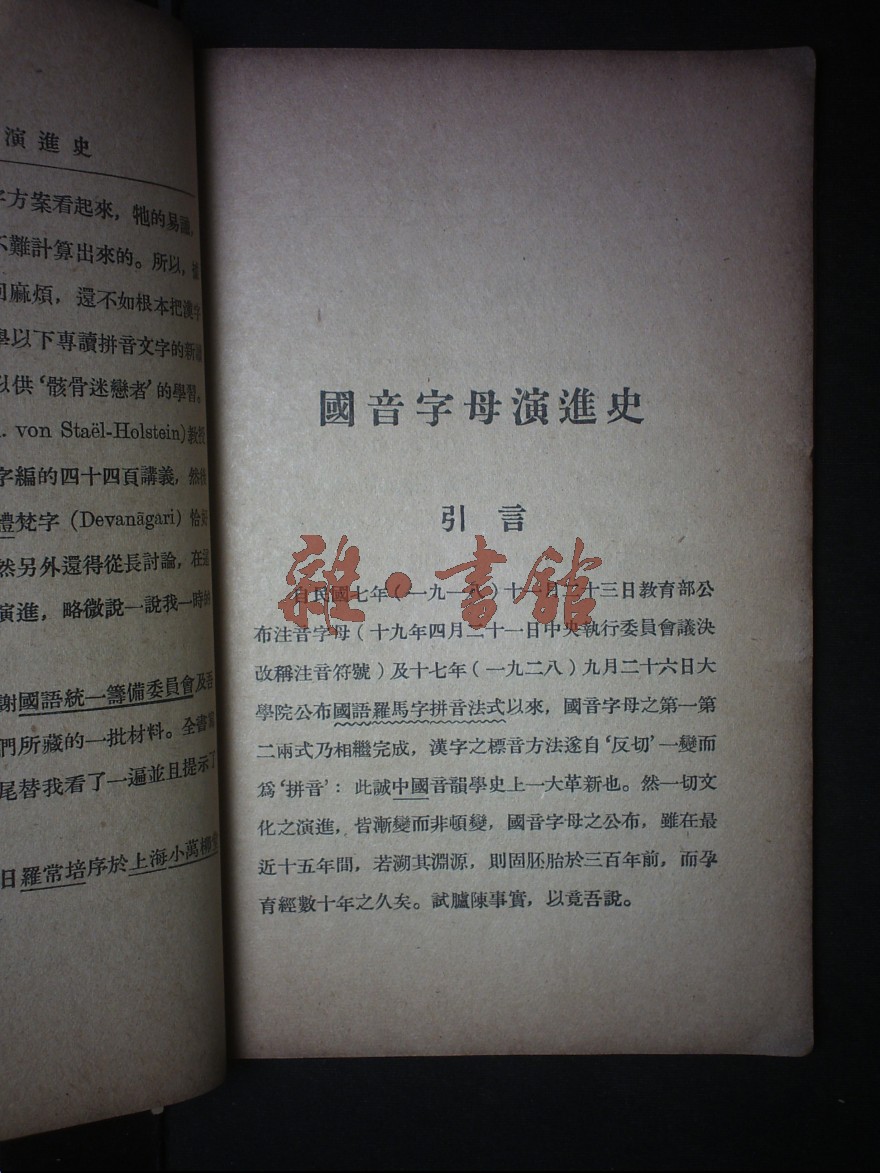 演進史
字方案看起來，牠的易識，
不難計算出來的。所以，
麻煩，還不如根本把漢字
以下專讀拼音文字的新
以供‘骸骨迷戀者’的學習。
. von Staël-Holstein)教授
字編的四十四頁講義，然
體梵字（Devanāgari）恰
然另外還得從長討論，在
演進，略微說一說我一時
謝國語統一籌備委員會及
們所藏的一批材料。全書
尾替我看了一遍並且提示了
日羅常培序於上海小萬柳堂
國音字母演進史
引言
自民國七年（一九一八）十一月二十三日教育部公
布注音字母（十九年四月二十一日中央執行委員會議決
改稱注音符號）及十七年（一九二八）九月二十六日大
學院公布國語羅馬字拼音法式以來，國音字母之第一第
二兩式乃相繼完成，漢字之標音方法遂自‘反切’一變而
爲‘拼音’：此誠中國音韻學史上一大革新也。然一切文
化之演進，皆漸變而非頓變，國音字母之公布，雖在最
近十五年間，若溯其淵源，則固胚胎於三百年前，而孕
育經數十年之久矣。試臚陳事實，以竟吾說。
雜·書館